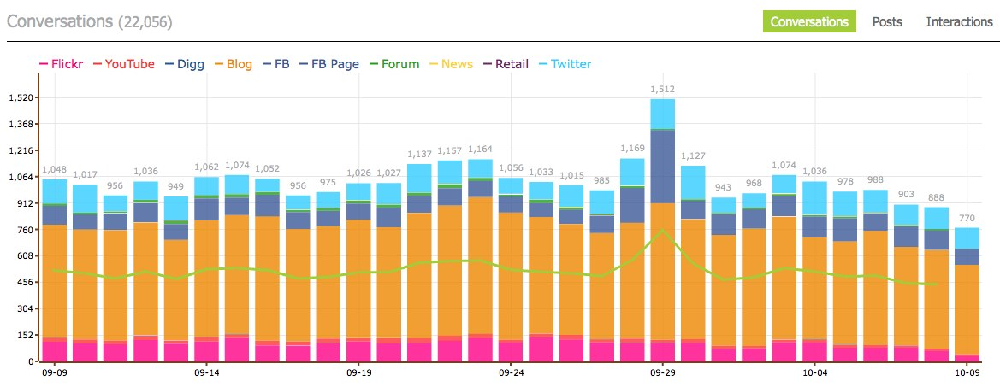 Conversations (22,056)
Conversations Posts Interactions
Flickr YouTube Digg Blog FB FB Page Forum News Retail Twitter
1,520
1,368
1,216
1,064
912
760
608
456
304
152
0
1,048 1,017 956 1,036 949 1,062 1,074 1,052 956 975 1,026 1,027 1,137 1,157 1,164 1,056 1,033 1,015 985 1,169 1,512 1,127 943 968 1,074 1,036 978 988 903 888 770
09-09 09-14 09-19 09-24 09-29 10-04 10-09